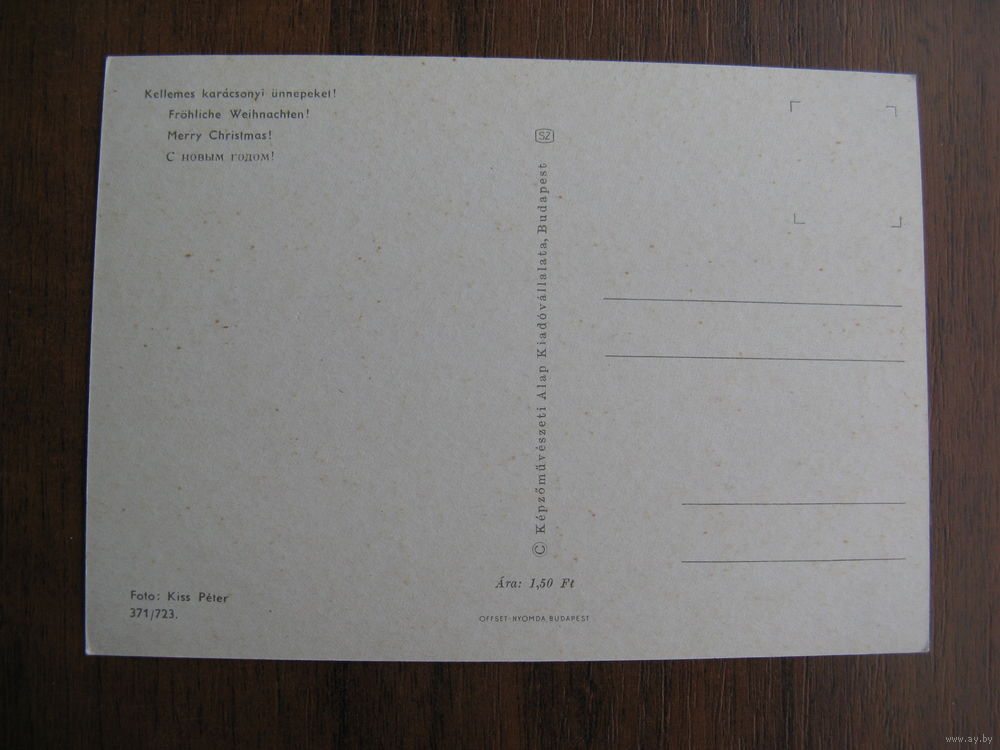 Kellemes karácsonyi ünnepeket!
Fröhliche Weihnachten!
Merry Christmas!
С новым годом!
SZ
© Képzőművészeti Alap Kiadóvállalata, Budapest
Foto: Kiss Péter
371/723.
Ára: 1,50 Ft
OFFSET-NYOMDA, BUDAPEST
www.ay.by